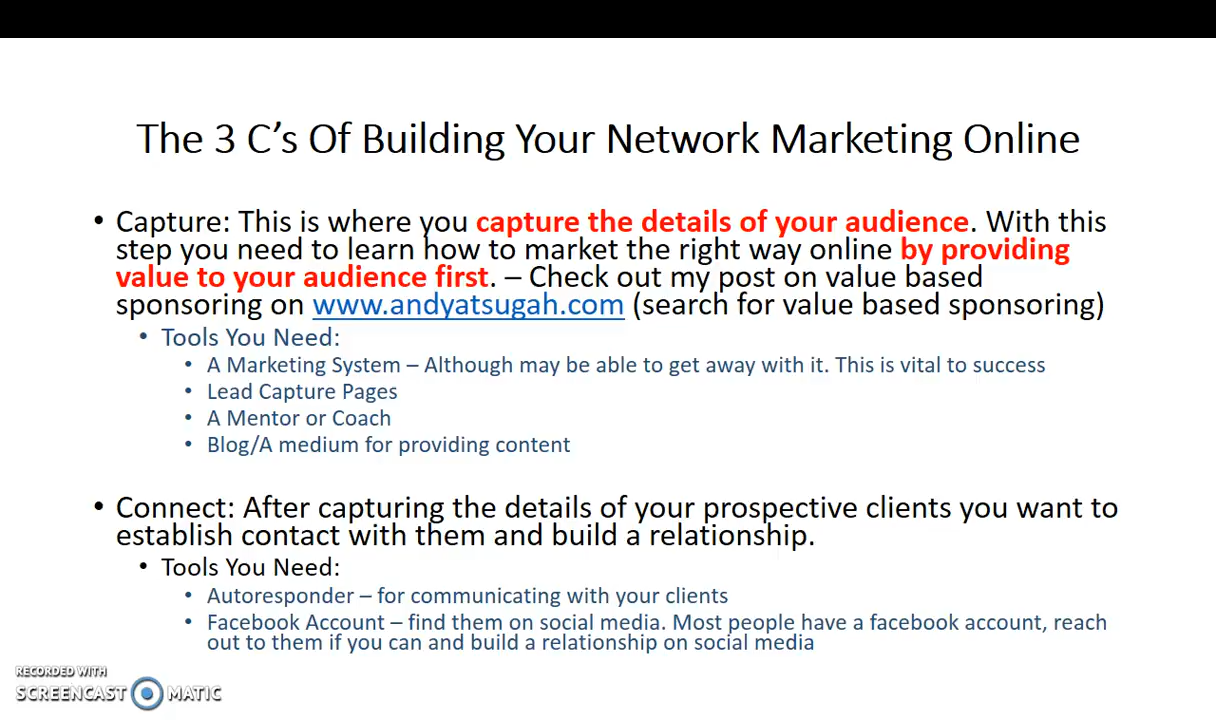 The 3 C’s Of Building Your Network Marketing Online
• Capture: This is where you capture the details of your audience. With this
step you need to learn how to market the right way online by providing
value to your audience first. – Check out my post on value based
sponsoring on www.andyatsugah.com (search for value based sponsoring)
• Tools You Need:
• A Marketing System – Although may be able to get away with it. This is vital to success
• Lead Capture Pages
• A Mentor or Coach
• Blog/A medium for providing content
• Connect: After capturing the details of your prospective clients you want to
establish contact with them and build a relationship.
• Tools You Need:
• Autoresponder – for communicating with your clients
• Facebook Account – find them on social media. Most people have a facebook account, reach
out to them if you can and build a relationship on social media
RECORDED WITH
SCREENCAST MATIC